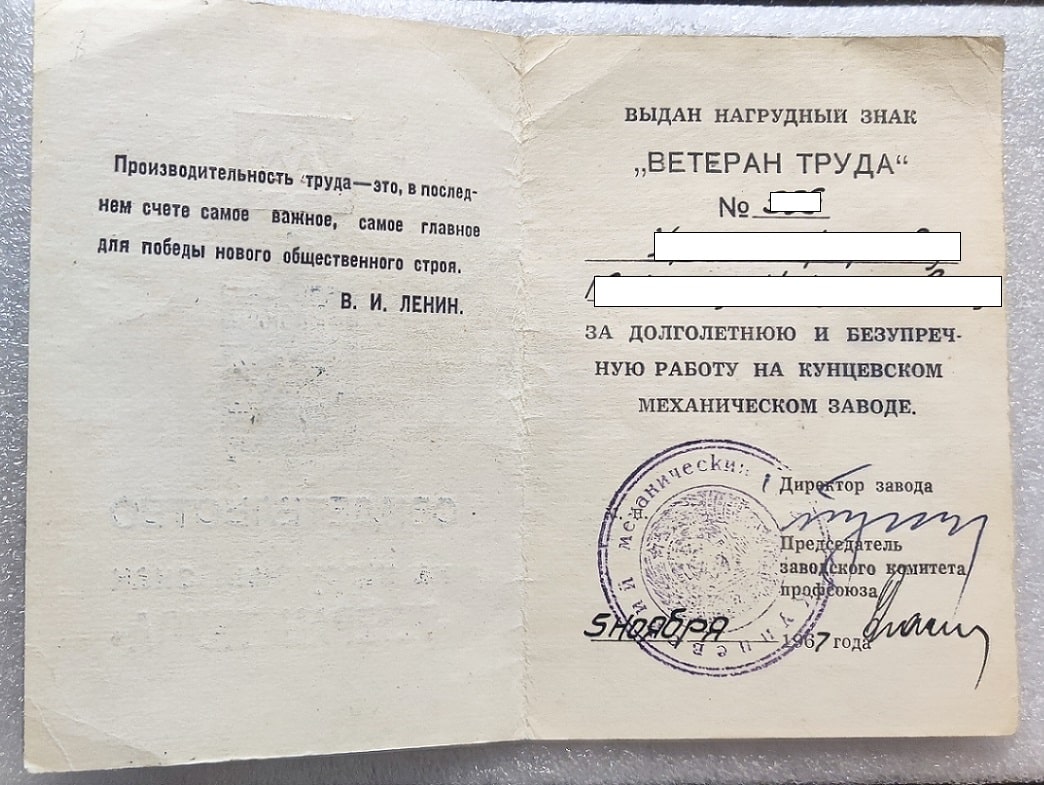 Производительность труда—это, в послед-
нем счете самое важное, самое главное
для победы нового общественного строя.
В. И. ЛЕНИН.
ВЫДАН НАГРУДНЫЙ ЗНАК
„ВЕТЕРАН ТРУДА“
№
ЗА ДОЛГОЛЕТНЮЮ И БЕЗУПРЕЧ-
НУЮ РАБОТУ НА КУНЦЕВСКОМ
МЕХАНИЧЕСКОМ ЗАВОДЕ.
механический
Директор завода
Председатель
заводского комитета
профсоюза
5 НОЯБРЯ 1967 года